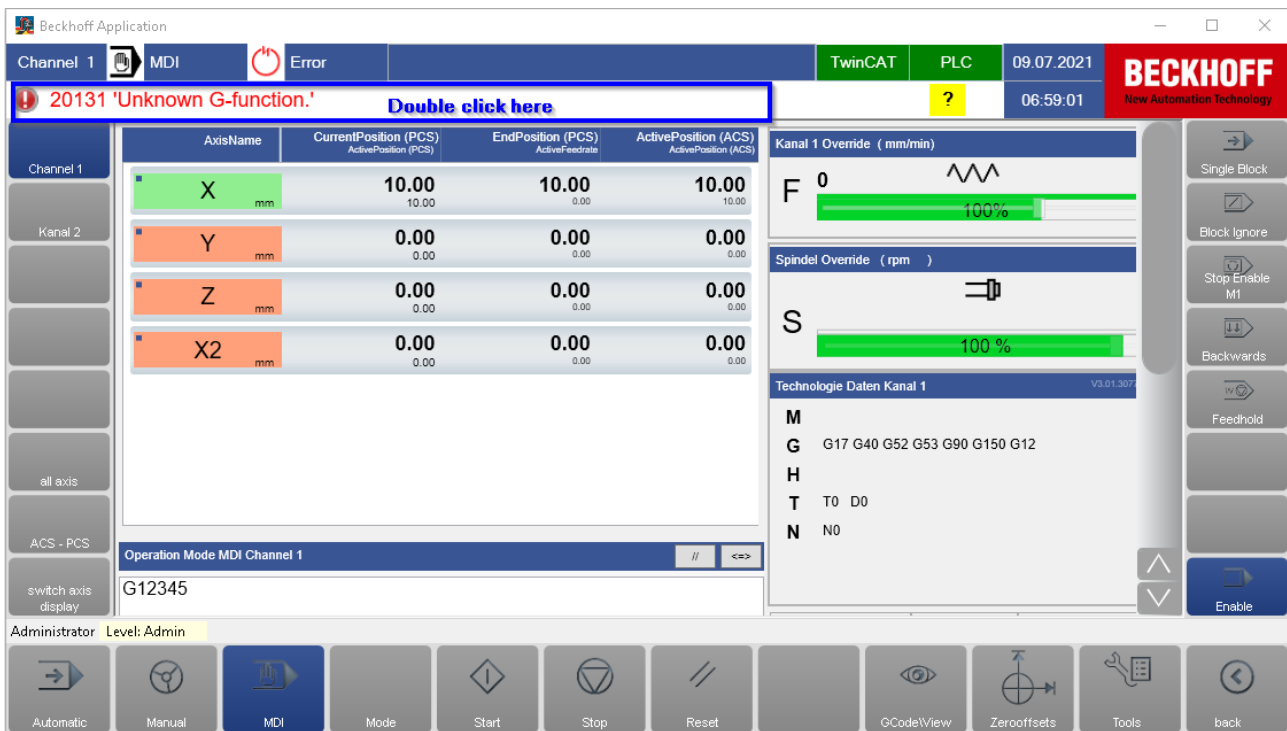 Beckhoff Application
Channel 1 MDI Error TwinCAT PLC 09.07.2021 BECKHOFF
20131 'Unknown G-function.' Double click here ? 06:59:01 New Automation Technology
Channel 1
Kanal 2
all axis
ACS - PCS
switch axis
display
AxisName CurrentPosition (PCS) EndPosition (PCS) ActivePosition (ACS)
ActivePosition (PCS) ActiveFeedrate ActivePosition (ACS)
X 10.00 10.00 10.00
mm 10.00 0.00 10.00
Y 0.00 0.00 0.00
mm 0.00 0.00 0.00
Z 0.00 0.00 0.00
mm 0.00 0.00 0.00
X2 0.00 0.00 0.00
mm 0.00 0.00 0.00
Operation Mode MDI Channel 1 // <=>
G12345
Kanal 1 Override ( mm/min)
F 0
100%
Spindel Override ( rpm )
S
100 %
Technologie Daten Kanal 1 V3.01.3077
M
G G17 G40 G52 G53 G90 G150 G12
H
T T0 D0
N N0
Single Block
Block Ignore
Stop Enable
M1
Backwards
Feedhold
Enable
Administrator Level: Admin
Automatic Manual MDI Mode Start Stop Reset GCodeView Zerooffsets Tools back